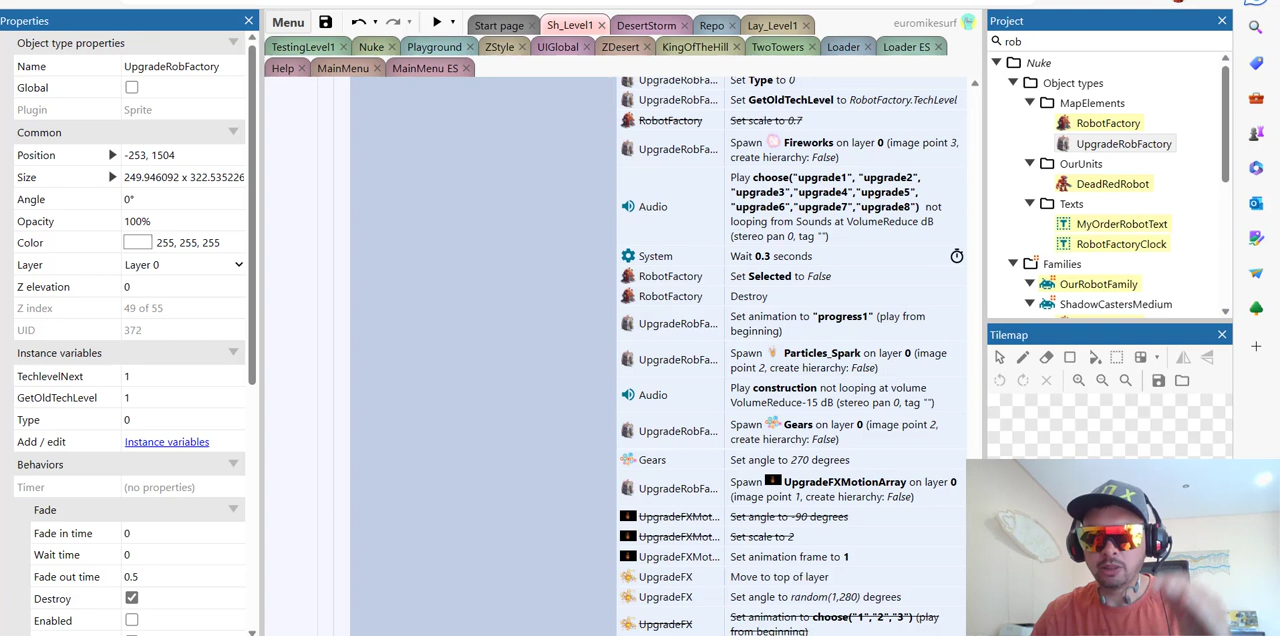 Properties
Object type properties
Name UpgradeRobFactory
Global
Plugin Sprite
Common
Position -253, 1504
Size 249.946092 x 322.535226
Angle 0°
Opacity 100%
Color 255, 255, 255
Layer Layer 0
Z elevation 0
Z index 49 of 55
UID 372
Instance variables
TechlevelNext 1
GetOldTechLevel 1
Type 0
Add / edit Instance variables
Behaviors
Timer (no properties)
Fade
Fade in time 0
Wait time 0
Fade out time 0.5
Destroy
Enabled
Menu
Start page Sh_Level1 DesertStorm Repo Lay_Level1 euromikesurf
TestingLevel1 Nuke Playground ZStyle UIGlobal ZDesert KingOfTheHill TwoTowers Loader Loader ES
Help MainMenu MainMenu ES
UpgradeRobFa... Set Type to 0
UpgradeRobFa... Set GetOldTechLevel to RobotFactory.TechLevel
RobotFactory Set scale to 0.7
UpgradeRobFa... Spawn Fireworks on layer 0 (image point 3,
create hierarchy: False)
Audio Play choose("upgrade1", "upgrade2",
"upgrade3","upgrade4","upgrade5",
"upgrade6","upgrade7","upgrade8") not
looping from Sounds at VolumeReduce dB
(stereo pan 0, tag "")
System Wait 0.3 seconds
RobotFactory Set Selected to False
RobotFactory Destroy
UpgradeRobFa... Set animation to "progress1" (play from
beginning)
UpgradeRobFa... Spawn Particles_Spark on layer 0 (image
point 2, create hierarchy: False)
Audio Play construction not looping at volume
VolumeReduce-15 dB (stereo pan 0, tag "")
UpgradeRobFa... Spawn Gears on layer 0 (image point 2,
create hierarchy: False)
Gears Set angle to 270 degrees
UpgradeRobFa... Spawn UpgradeFXMotionArray on layer 0
(image point 1, create hierarchy: False)
UpgradeFXMot... Set angle to -90 degrees
UpgradeFXMot... Set scale to 2
UpgradeFXMot... Set animation frame to 1
UpgradeFX Move to top of layer
UpgradeFX Set angle to random(1,280) degrees
UpgradeFX Set animation to choose("1","2","3") (play
from beginning)
Project
rob
Nuke
Object types
MapElements
RobotFactory
UpgradeRobFactory
OurUnits
DeadRedRobot
Texts
MyOrderRobotText
RobotFactoryClock
Families
OurRobotFamily
ShadowCastersMedium
Tilemap